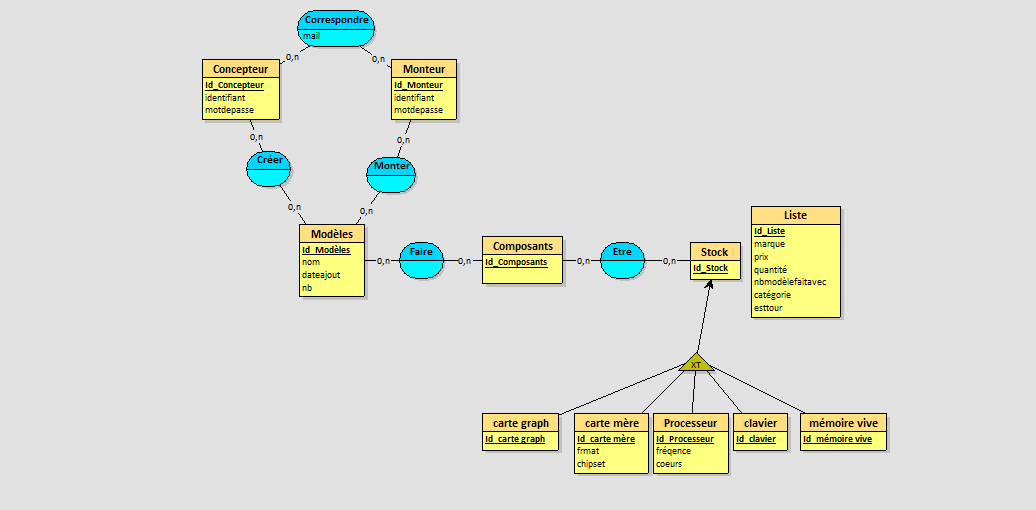 Correspondre
mail
0,n
0,n
Concepteur
Id_Concepteur
identifiant
motdepasse
Monteur
Id_Monteur
identifiant
motdepasse
0,n
0,n
Créer
Monter
0,n
0,n
Modèles
Id_Modèles
nom
dateajout
nb
0,n
Faire
0,n
Composants
Id_Composants
0,n
Etre
0,n
Stock
Id_Stock
Liste
Id_Liste
marque
prix
quantité
nbmodèlefaitavec
catégorie
esttour
XT
carte graph
Id_carte graph
carte mère
Id_carte mère
frmat
chipset
Processeur
Id_Processeur
fréqence
coeurs
clavier
Id_clavier
mémoire vive
Id_mémoire vive